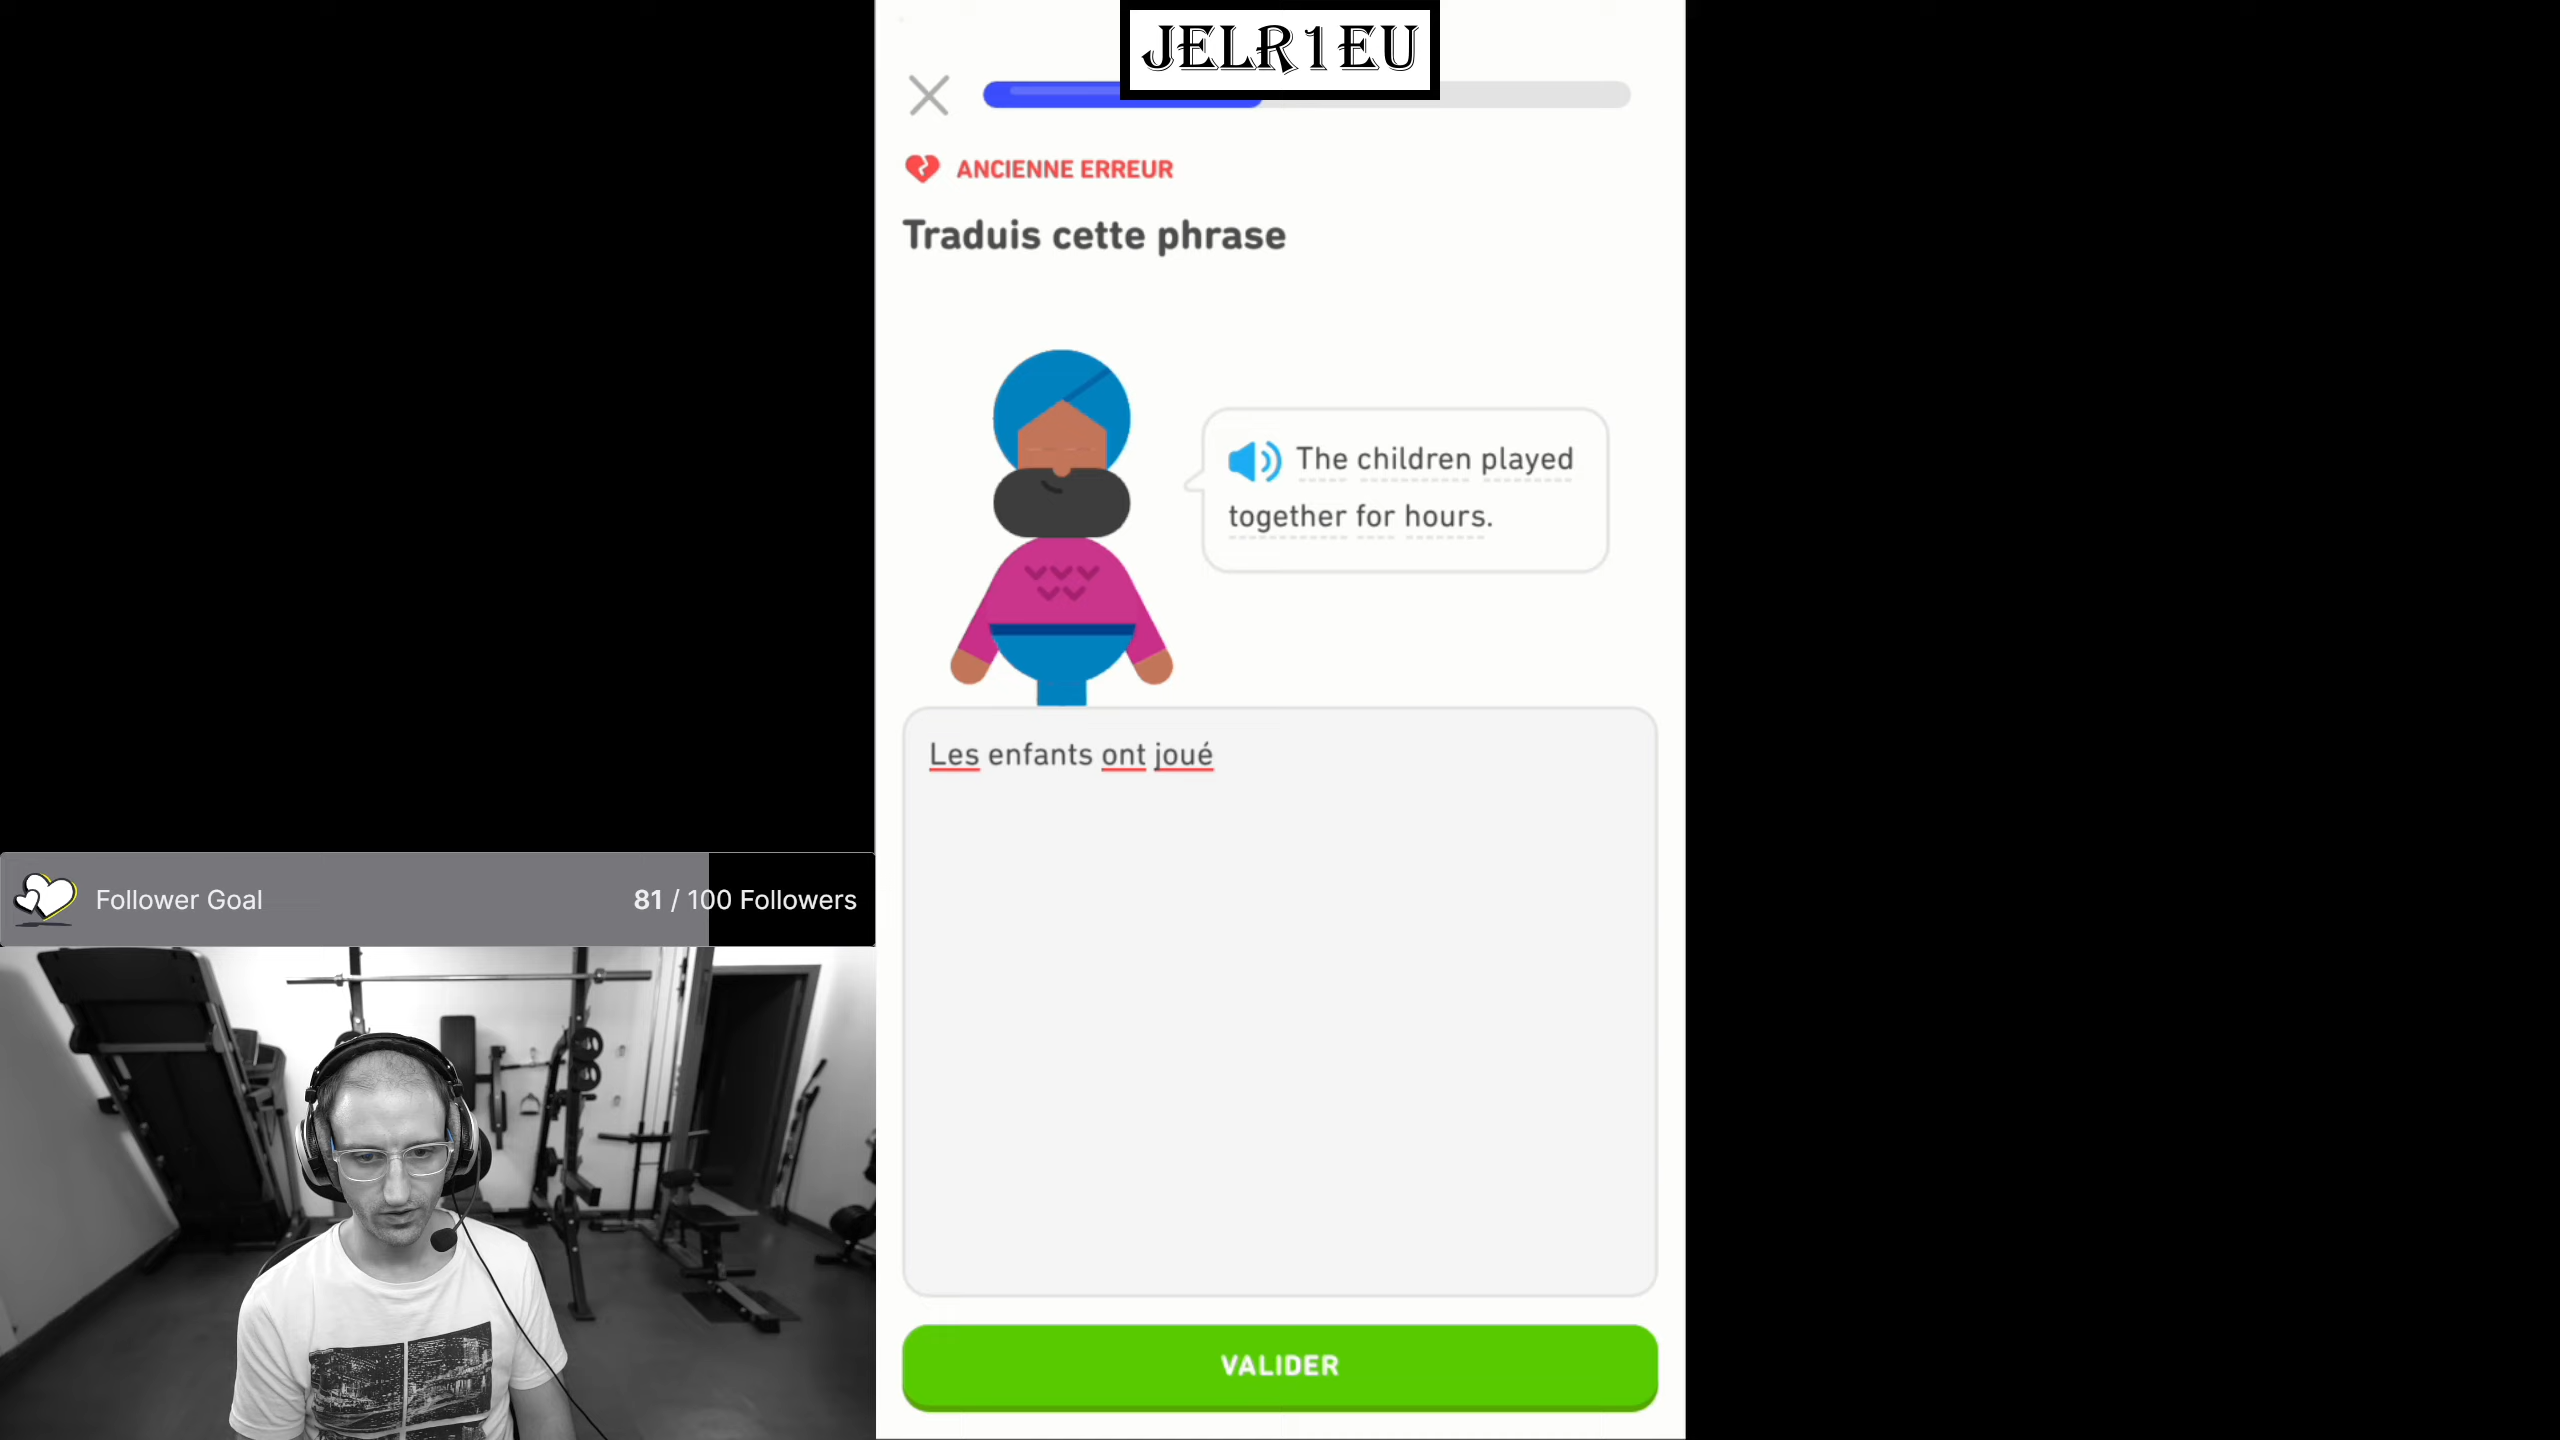 JELR1EU
ANCIENNE ERREUR
Traduis cette phrase
The children played
together for hours.
Les enfants ont joué
Follower Goal
81 / 100 Followers
VALIDER